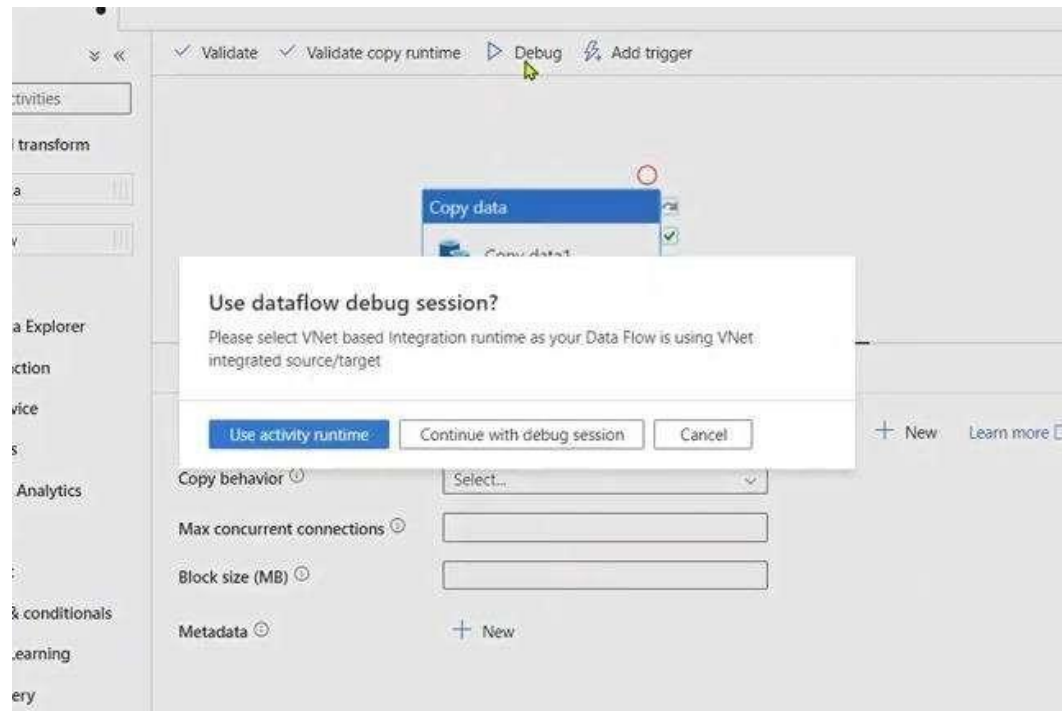 Validate
Validate copy runtime
Debug
Add trigger
ctivities
transform
a
Copy data
Copy data1
Use dataflow debug session?
Please select VNet based Integration runtime as your Data Flow is using VNet
integrated source/target
Use activity runtime
Continue with debug session
Cancel
a Explorer
ction
vice
s
Analytics
& conditionals
earning
ery
New
Learn more
Copy behavior
Select...
Max concurrent connections
Block size (MB)
Metadata
New